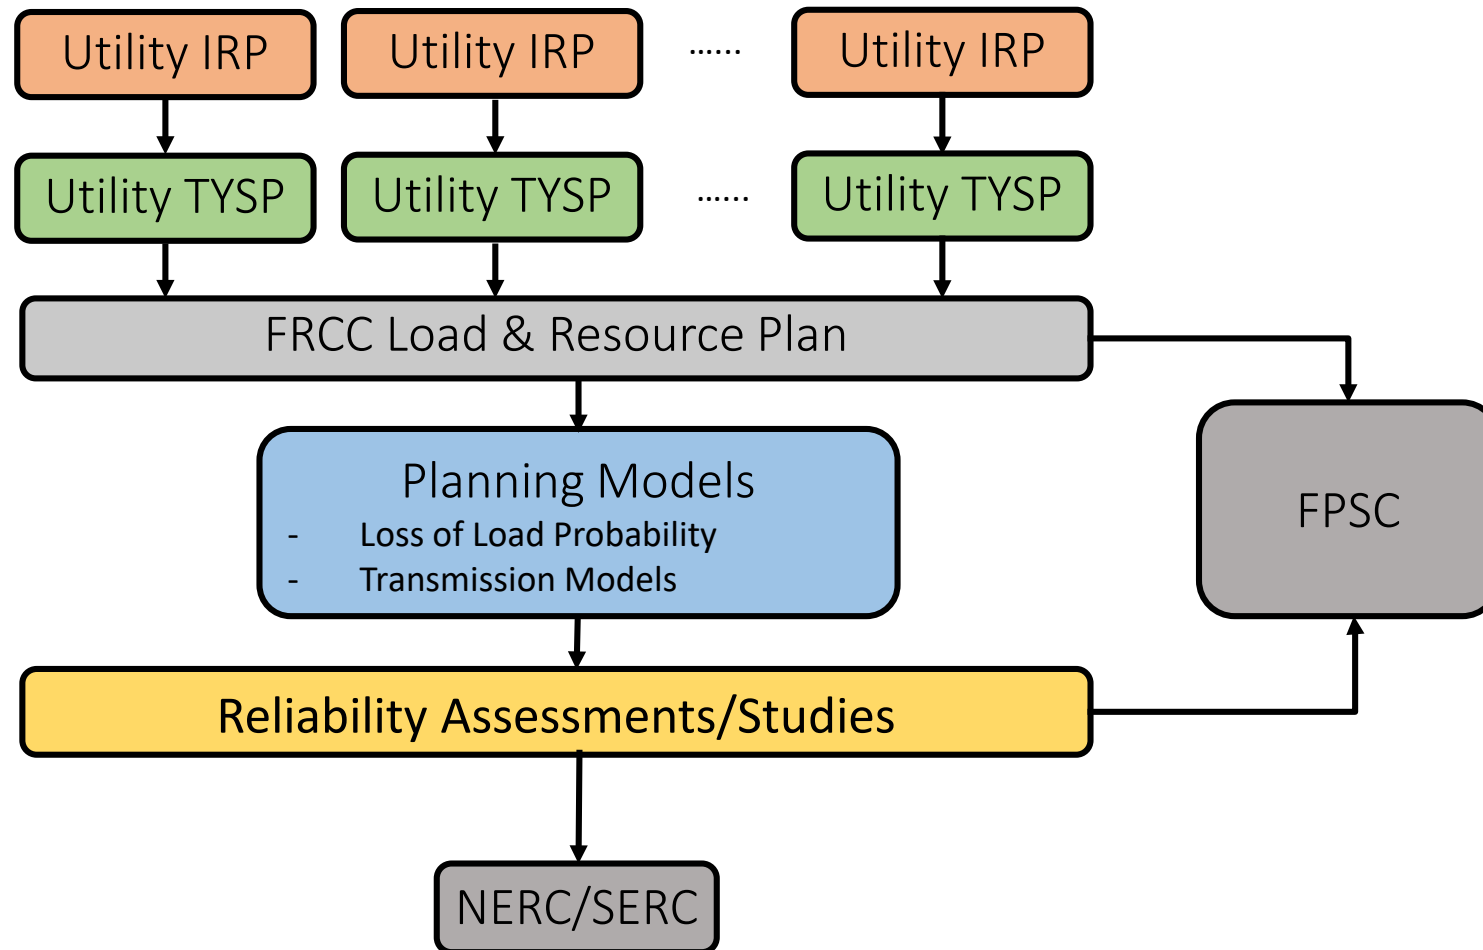 Utility IRP
Utility IRP
......
Utility IRP
Utility TYSP
Utility TYSP
......
Utility TYSP
FRCC Load & Resource Plan
Planning Models
- Loss of Load Probability
- Transmission Models
FPSC
Reliability Assessments/Studies
NERC/SERC